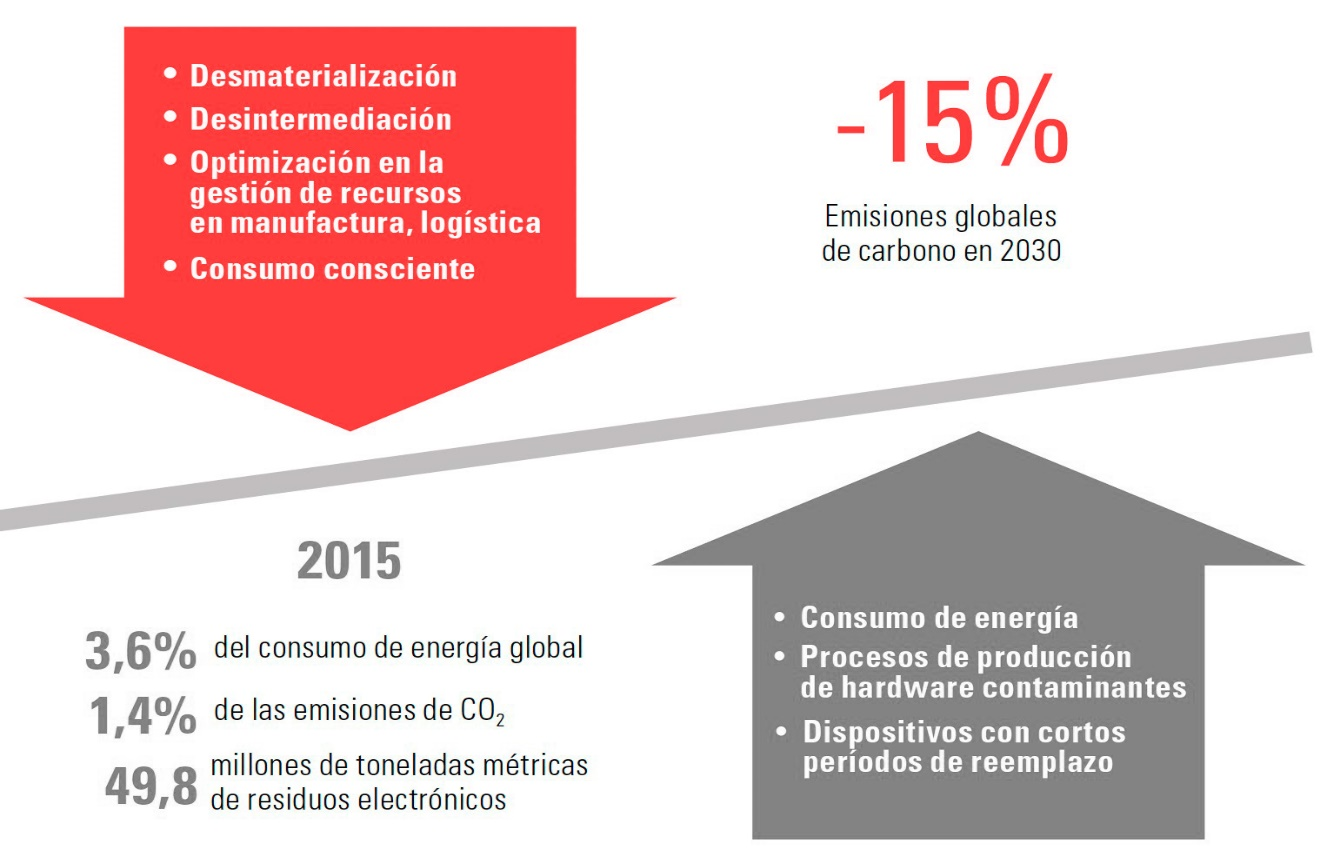 • Desmaterialización
• Desintermediación
• Optimización en la
gestión de recursos
en manufactura, logística
• Consumo consciente
-15%
Emisiones globales
de carbono en 2030
2015
3,6% del consumo de energía global
1,4% de las emisiones de CO₂
49,8 millones de toneladas métricas
de residuos electrónicos
• Consumo de energía
• Procesos de producción
de hardware contaminantes
• Dispositivos con cortos
períodos de reemplazo